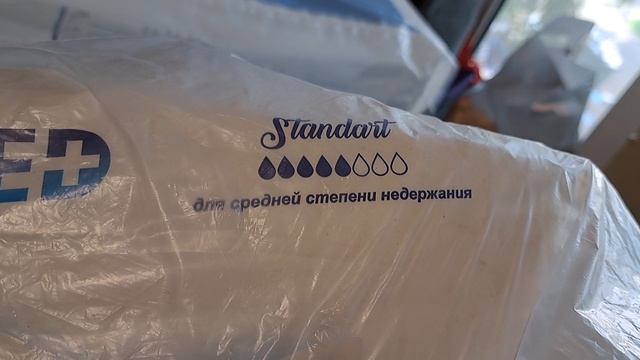 Standart
для средней степени недержания